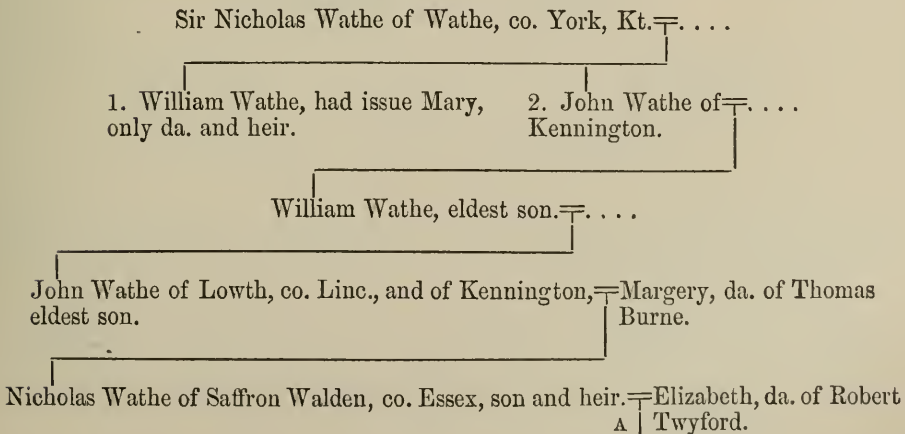 Sir Nicholas Wathe of Wathe, co. York, Kt.=. . . .
1. William Wathe, had issue Mary, only da. and heir.
2. John Wathe of=. . . . Kennington.
William Wathe, eldest son.=. . . .
John Wathe of Lowth, co. Linc., and of Kennington,=Margery, da. of Thomas
eldest son. Burne.
Nicholas Wathe of Saffron Walden, co. Essex, son and heir.=Elizabeth, da. of Robert
A Twyford.